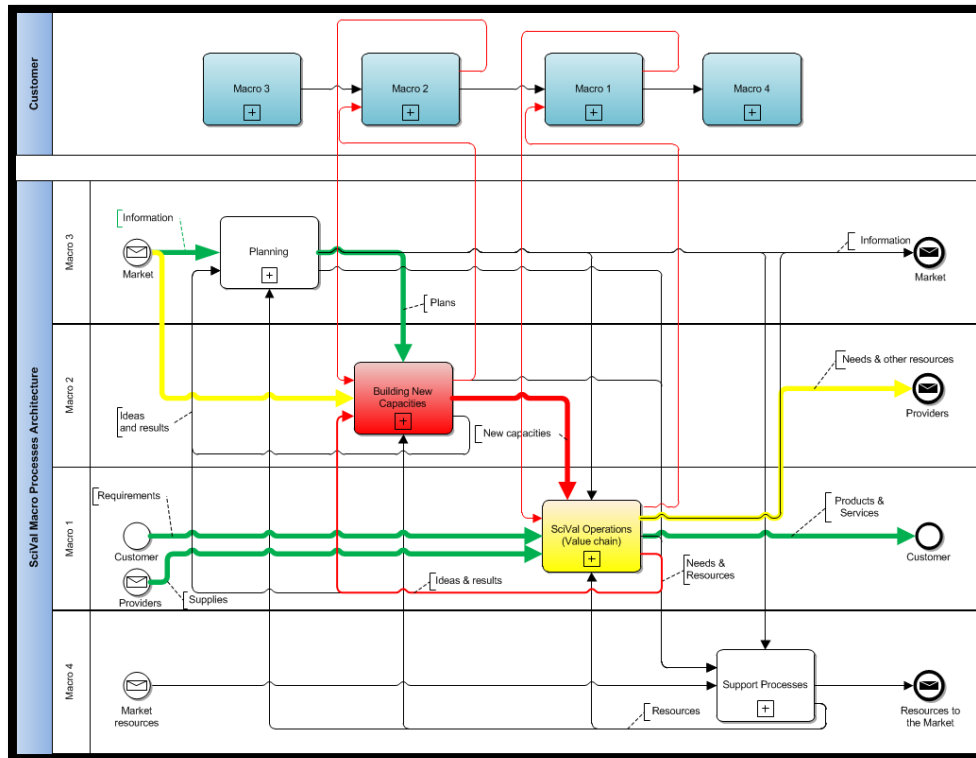 Customer
Macro 3
Macro 2
Macro 1
Macro 4
SciVal Macro Processes Architecture
Macro 3
Information
Market
Planning
Plans
Information
Market
Macro 2
Ideas
and results
Building New
Capacities
New capacities
Needs & other resources
Providers
Macro 1
Requirements
Customer
Providers
Supplies
SciVal Operations
(Value chain)
Ideas & results
Needs &
Resources
Products &
Services
Customer
Macro 4
Market
resources
Support Processes
Resources
Resources to
the Market